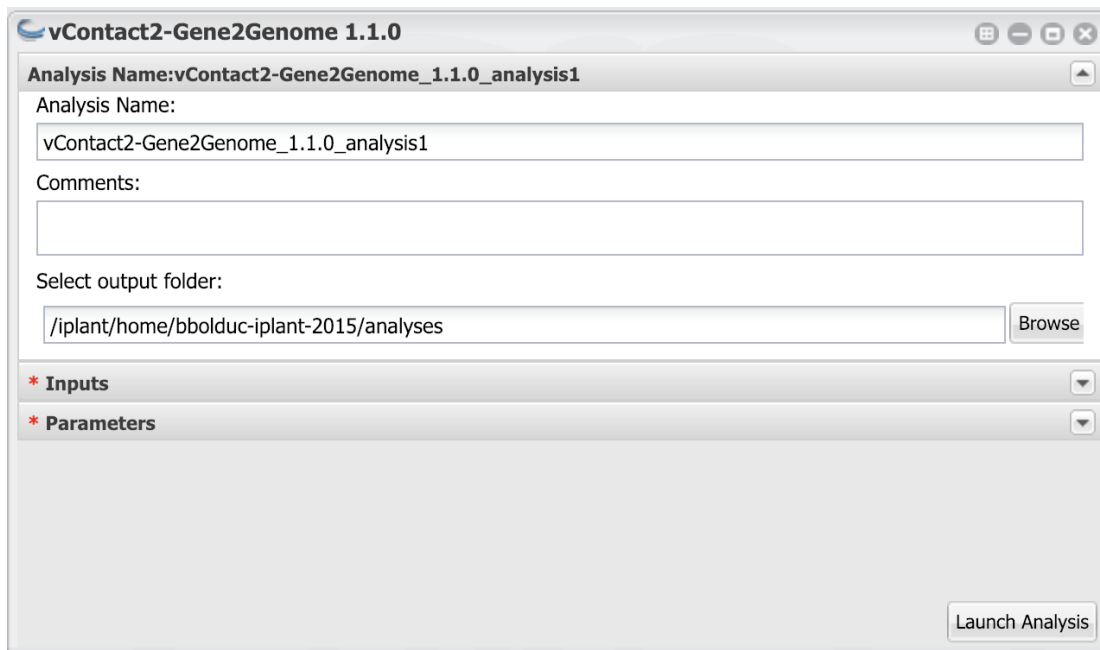 vContact2-Gene2Genome 1.1.0
Analysis Name:vContact2-Gene2Genome_1.1.0_analysis1
Analysis Name:
vContact2-Gene2Genome_1.1.0_analysis1
Comments:
Select output folder:
/iplant/home/bbolduc-iplant-2015/analyses
Browse
* Inputs
* Parameters
Launch Analysis